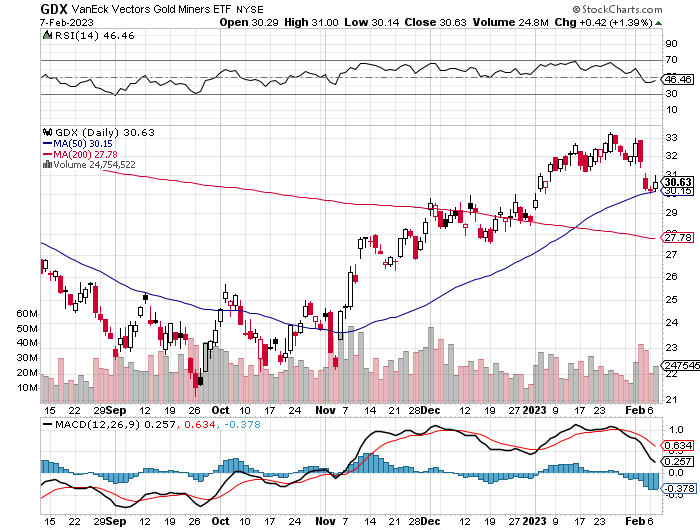 GDX VanEck Vectors Gold Miners ETF NYSE © StockCharts.com
7-Feb-2023 Open 30.29 High 31.00 Low 30.14 Close 30.63 Volume 24.8M Chg +0.42 (+1.39%)
RSI(14) 46.46
90
70
50
46.46
30
10
GDX (Daily) 30.63
MA(50) 30.15
MA(200) 27.78
Volume 24,754,522
33
32
31
30.63
30.15
29
28
27.78
27
26
25
24
23
22
21
60M
50M
40M
30M
20M
10M
247545
15 22 29 Sep 12 19 26 Oct 10 17 24 Nov 7 14 21 28 Dec 12 19 27 2023 9 17 23 Feb 6
MACD(12,26,9) 0.257, 0.634, -0.378
1.0
0.634
0.257
0.0
-0.378
-0.5
15 22 29 Sep 12 19 26 Oct 10 17 24 Nov 7 14 21 28 Dec 12 19 27 2023 9 17 23 Feb 6